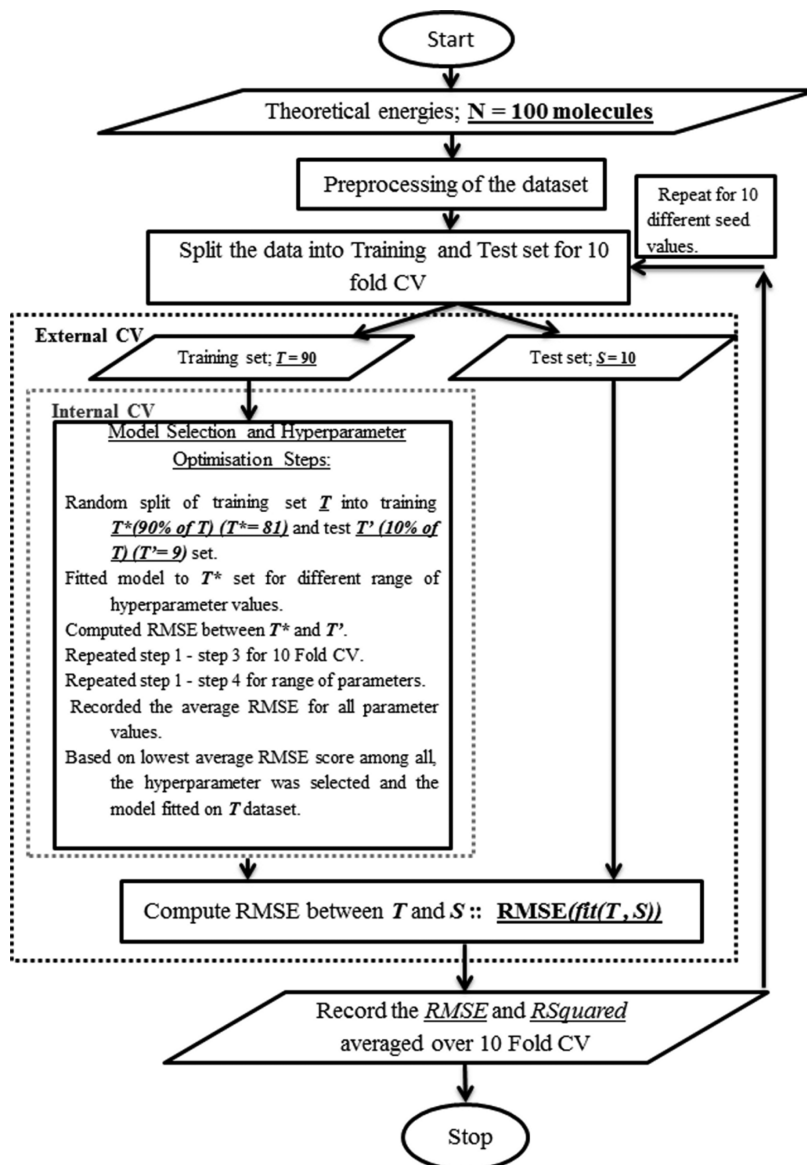 Start
Theoretical energies; N = 100 molecules
Preprocessing of the dataset
Repeat for 10
different seed
values.
Split the data into Training and Test set for 10
fold CV
External CV
Training set; T = 90
Test set; S = 10
Internal CV
Model Selection and Hyperparameter
Optimisation Steps:
Random split of training set T into training
T*(90% of T) (T*= 81) and test T’ (10% of
T) (T’= 9) set.
Fitted model to T* set for different range of
hyperparameter values.
Computed RMSE between T* and T’.
Repeated step 1 - step 3 for 10 Fold CV.
Repeated step 1 - step 4 for range of parameters.
Recorded the average RMSE for all parameter
values.
Based on lowest average RMSE score among all,
the hyperparameter was selected and the
model fitted on T dataset.
Compute RMSE between T and S :: RMSE(fit(T , S))
Record the RMSE and RSquared
averaged over 10 Fold CV
Stop